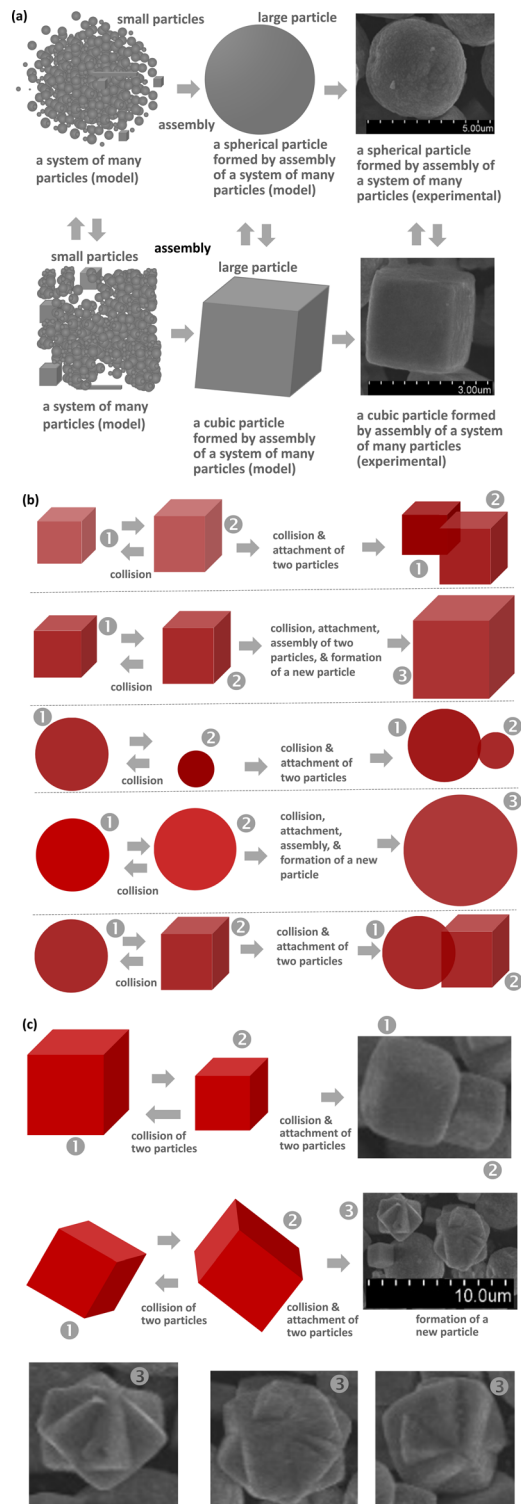 (a)
small particles
large particle
assembly
5.00um
a system of many
particles (model)
a spherical particle
formed by assembly
of a system of many
particles (model)
a spherical particle
formed by assembly of
a system of many
particles (experimental)
assembly
small particles
large particle
3.00um
a system of many
particles (model)
a cubic particle
formed by assembly
of a system of many
particles (model)
a cubic particle formed by
assembly of a system
of many particles
(experimental)
(b)
1
2
collision
collision &
attachment of
two particles
2
1
1
2
collision
collision, attachment,
assembly of two
particles, & formation
of a new particle
3
1
2
collision
collision &
attachment of
two particles
1
2
1
2
collision
collision,
attachment,
assembly, &
formation of a new
particle
3
1
2
collision
collision &
attachment of
two particles
1
2
(c)
1
2
collision of
two particles
collision &
attachment of
two particles
1
2
1
2
collision of
two particles
collision &
attachment of
two particles
3
10.0um
formation of a
new particle
3
3
3